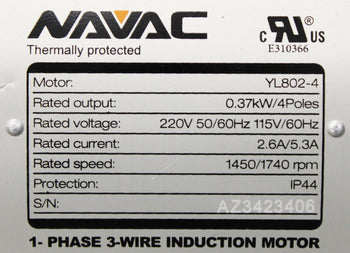 NAVAC
Thermally protected
c RU US
E310366
Motor: YL802-4
Rated output: 0.37kW/4Poles
Rated voltage: 220V 50/60Hz 115V/60Hz
Rated current: 2.6A/5.3A
Rated speed: 1450/1740 rpm
Protection: IP44
S/N: AZ3423406
1- PHASE 3-WIRE INDUCTION MOTOR